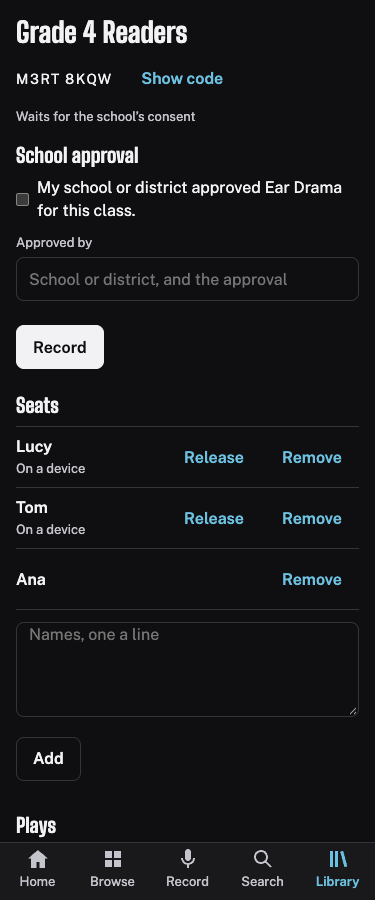 Grade 4 Readers
M3RT 8KQW Show code
Waits for the school's consent
School approval
My school or district approved Ear Drama
for this class.
Approved by
School or district, and the approval
Record
Seats
Lucy
On a device
Release Remove
Tom
On a device
Release Remove
Ana Remove
Names, one a line
Add
Plays
Home Browse Record Search Library